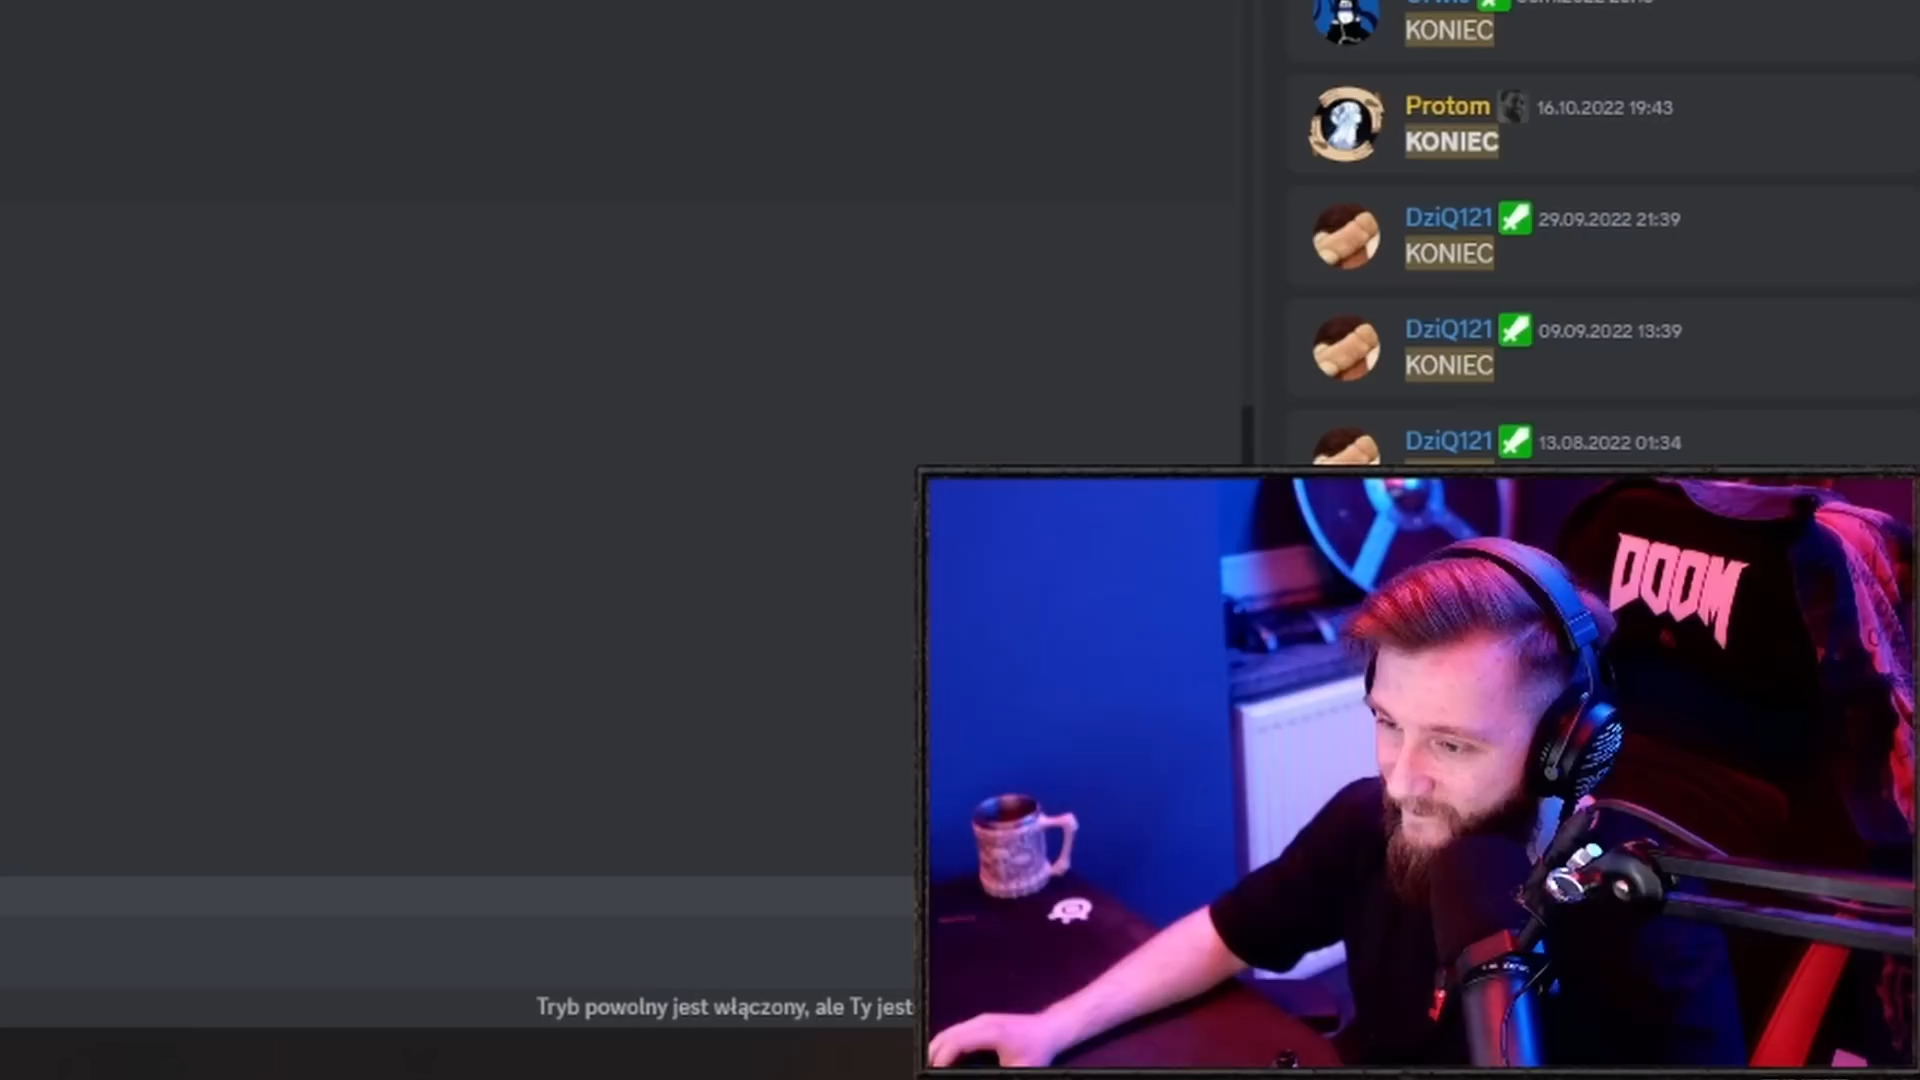 KONIEC
Protom 16.10.2022 19:43
KONIEC
DziQ121 29.09.2022 21:39
KONIEC
DziQ121 09.09.2022 13:39
KONIEC
DziQ121 13.08.2022 01:34
DOOM
Tryb powolny jest włączony, ale Ty jest